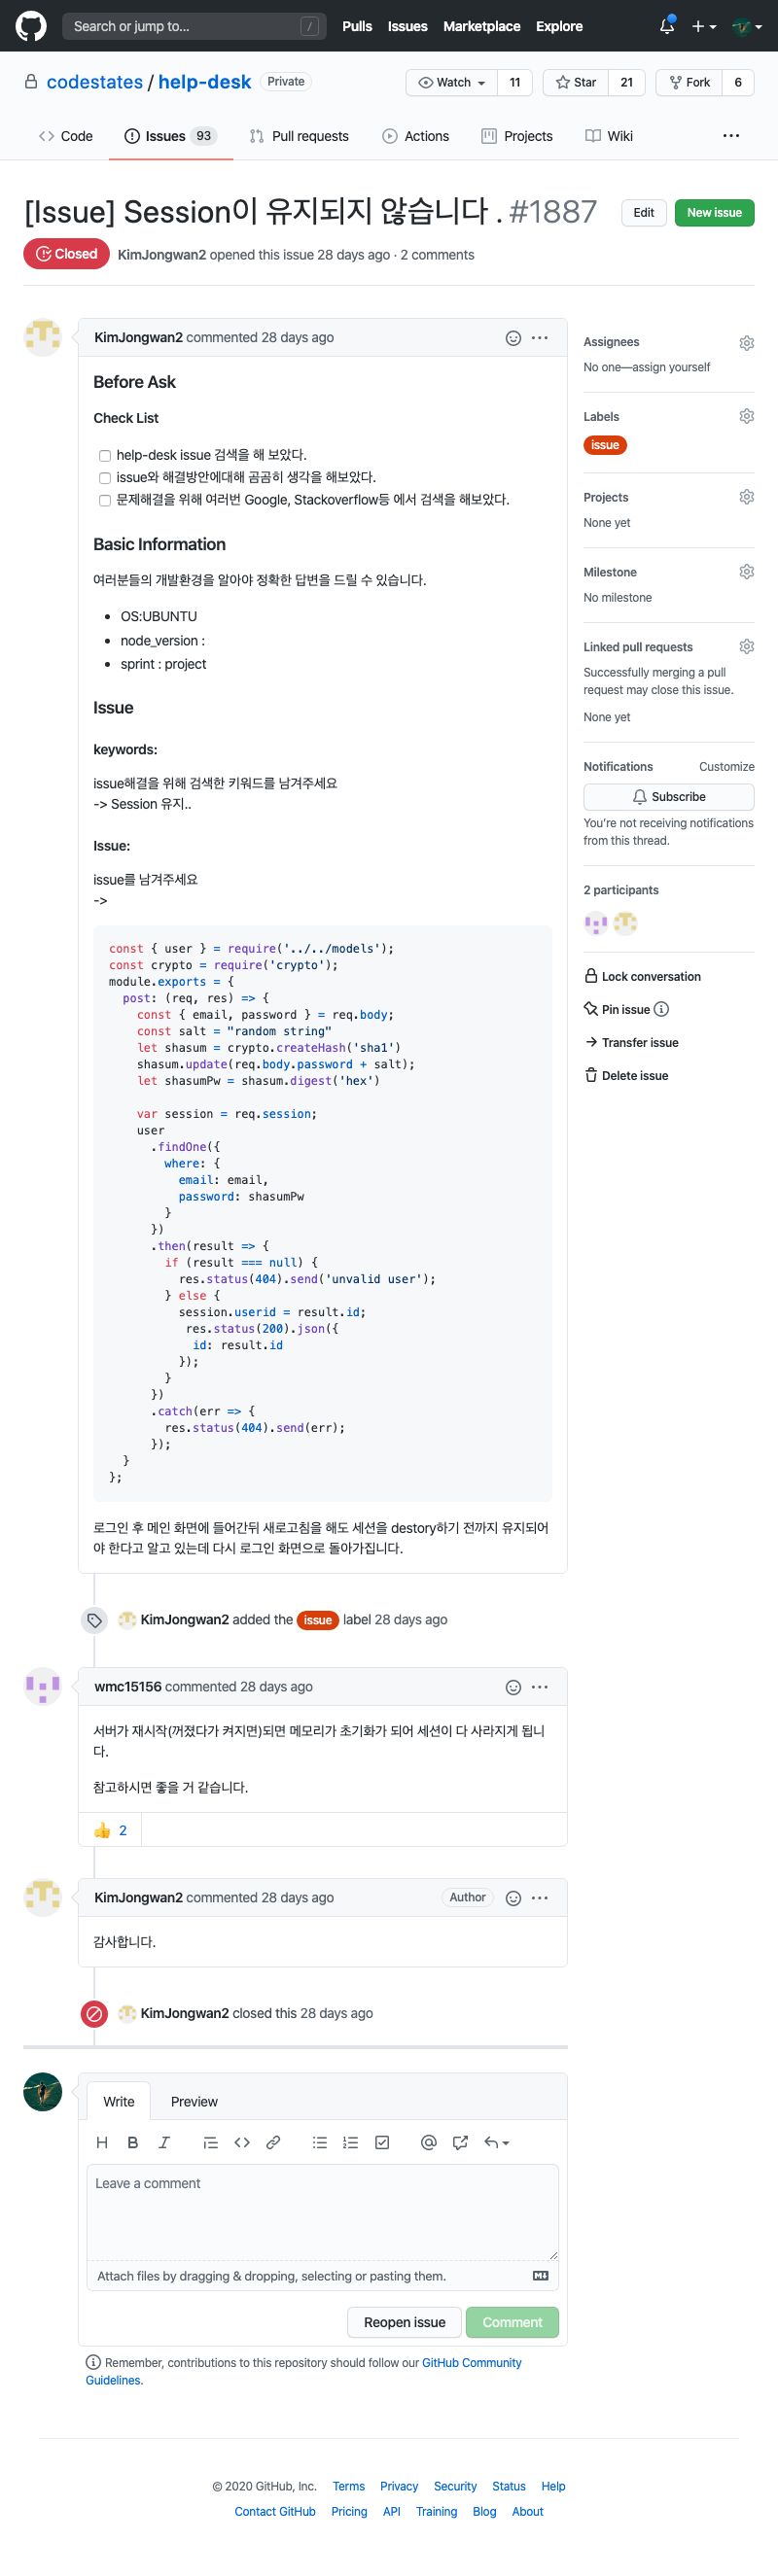 Search or jump to... /
Pulls Issues Marketplace Explore
codestates / help-desk Private
Watch 11 Star 21 Fork 6
Code Issues 93 Pull requests Actions Projects Wiki
[Issue] Session이 유지되지 않습니다 . #1887
Edit New issue
Closed KimJongwan2 opened this issue 28 days ago · 2 comments
KimJongwan2 commented 28 days ago
Before Ask
Check List
help-desk issue 검색을 해 보았다.
issue와 해결방안에대해 곰곰히 생각을 해보았다.
문제해결을 위해 여러번 Google, Stackoverflow등 에서 검색을 해보았다.
Basic Information
여러분들의 개발환경을 알아야 정확한 답변을 드릴 수 있습니다.
OS:UBUNTU
node_version :
sprint : project
Issue
keywords:
issue해결을 위해 검색한 키워드를 남겨주세요
-> Session 유지..
Issue:
issue를 남겨주세요
->
const { user } = require('../../models');
const crypto = require('crypto');
module.exports = {
post: (req, res) => {
const { email, password } = req.body;
const salt = "random string"
let shasum = crypto.createHash('sha1')
shasum.update(req.body.password + salt);
let shasumPw = shasum.digest('hex')
var session = req.session;
user
.findOne({
where: {
email: email,
password: shasumPw
}
})
.then(result => {
if (result === null) {
res.status(404).send('unvalid user');
} else {
session.userid = result.id;
res.status(200).json({
id: result.id
});
}
})
.catch(err => {
res.status(404).send(err);
});
}
};
로그인 후 메인 화면에 들어간뒤 새로고침을 해도 세션을 destory하기 전까지 유지되어
야 한다고 알고 있는데 다시 로그인 화면으로 돌아가집니다.
KimJongwan2 added the issue label 28 days ago
wmc15156 commented 28 days ago
서버가 재시작(꺼졌다가 켜지면)되면 메모리가 초기화가 되어 세션이 다 사라지게 됩니
다.
참고하시면 좋을 거 같습니다.
2
KimJongwan2 commented 28 days ago Author
감사합니다.
KimJongwan2 closed this 28 days ago
Write Preview
Leave a comment
Attach files by dragging & dropping, selecting or pasting them.
Reopen issue Comment
Remember, contributions to this repository should follow our GitHub Community
Guidelines.
Assignees
No one—assign yourself
Labels
issue
Projects
None yet
Milestone
No milestone
Linked pull requests
Successfully merging a pull
request may close this issue.
None yet
Notifications Customize
Subscribe
You're not receiving notifications
from this thread.
2 participants
Lock conversation
Pin issue
Transfer issue
Delete issue
© 2020 GitHub, Inc. Terms Privacy Security Status Help
Contact GitHub Pricing API Training Blog About